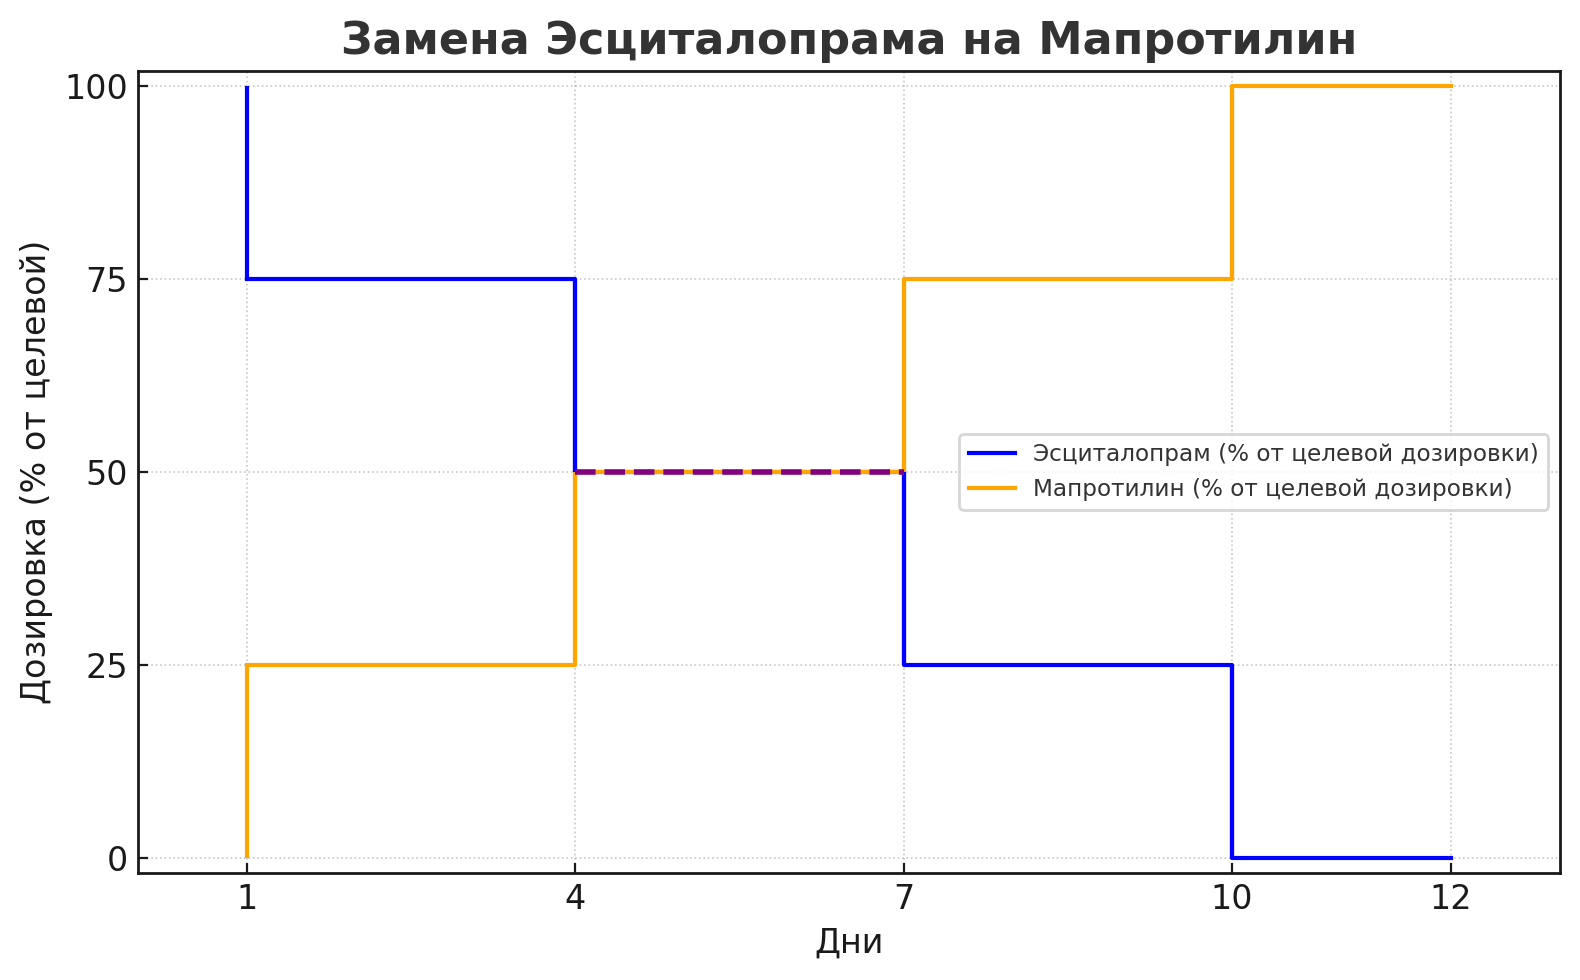 Замена Эсциталопрама на Мапротилин
Дозировка (% от целевой)
100
75
50
25
0
Эсциталопрам (% от целевой дозировки)
Мапротилин (% от целевой дозировки)
1 4 7 10 12
Дни